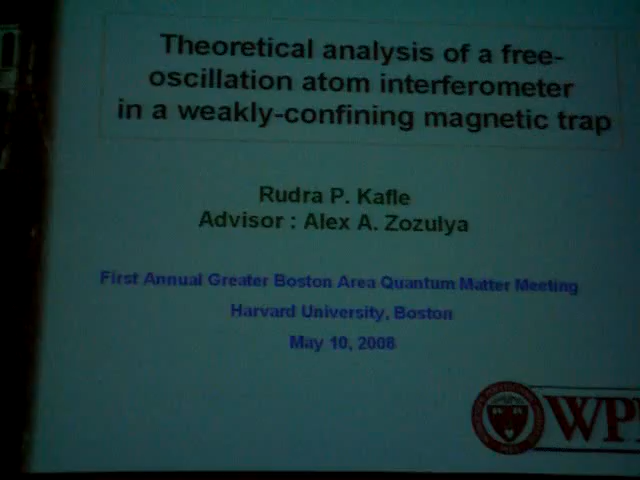 Theoretical analysis of a free-
oscillation atom interferometer
in a weakly-confining magnetic trap
Rudra P. Kafle
Advisor : Alex A. Zozulya
First Annual Greater Boston Area Quantum Matter Meeting
Harvard University, Boston
May 10, 2008
WPI